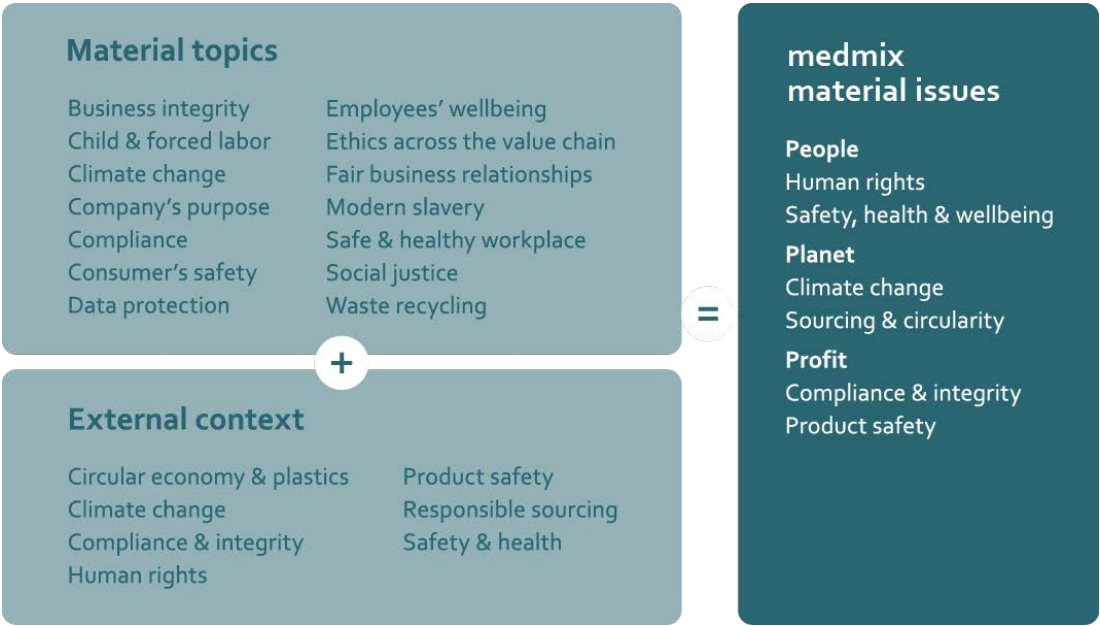 Material topics
Business integrity
Child & forced labor
Climate change
Company's purpose
Compliance
Consumer's safety
Data protection
Employees' wellbeing
Ethics across the value chain
Fair business relationships
Modern slavery
Safe & healthy workplace
Social justice
Waste recycling
+
External context
Circular economy & plastics
Climate change
Compliance & integrity
Human rights
Product safety
Responsible sourcing
Safety & health
=
medmix
material issues
People
Human rights
Safety, health & wellbeing
Planet
Climate change
Sourcing & circularity
Profit
Compliance & integrity
Product safety